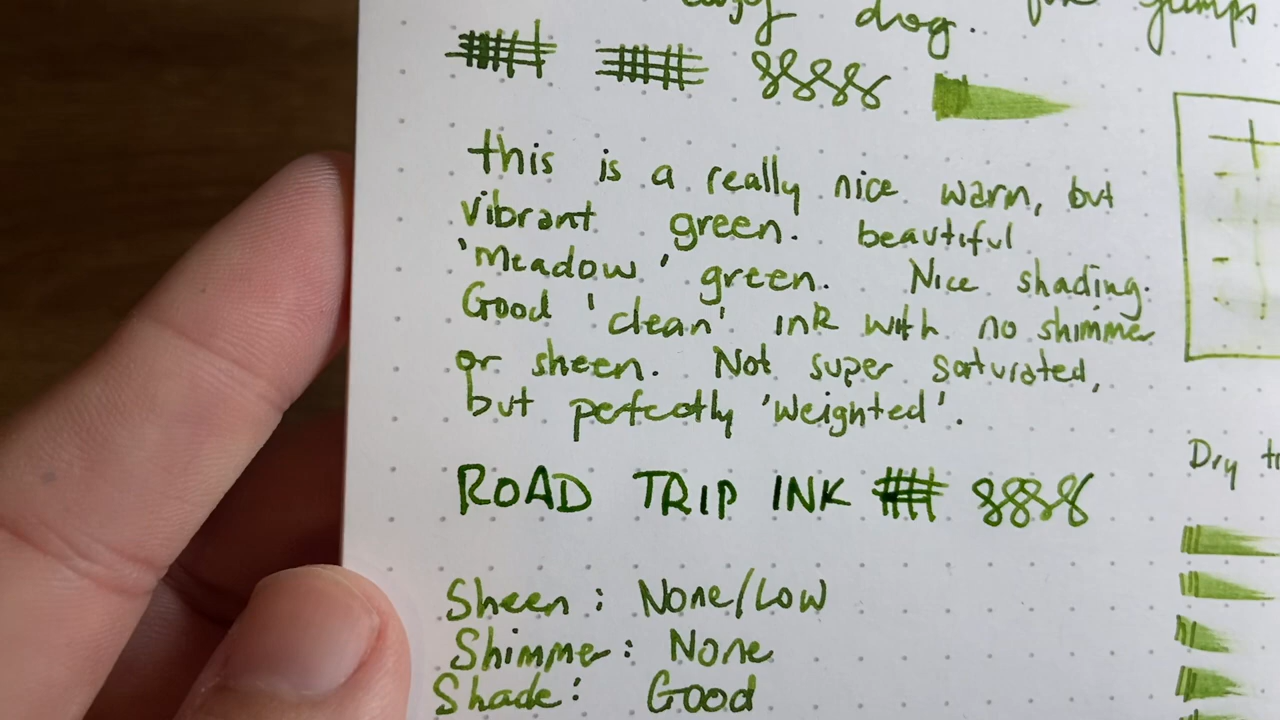 dog. fox jumps
this is a really nice warm, but
vibrant green. beautiful
'meadow' green. Nice shading.
Good 'clean' ink with no shimmer
or sheen. Not super saturated,
but perfectly 'weighted'.
ROAD TRIP INK
Dry
Sheen: None/Low
Shimmer: None
Shade: Good